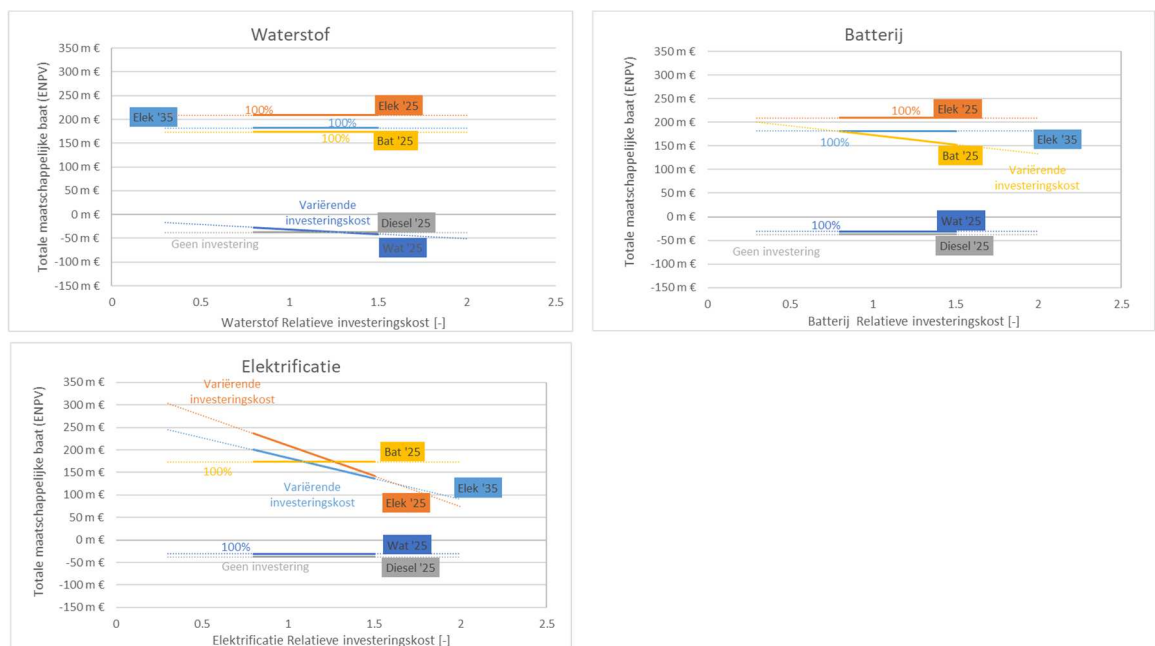 Waterstof
Totale maatschappelijke baat (ENPV)
350 m €
300 m €
250 m €
200 m €
150 m €
100 m €
50 m €
0 m €
-50 m €
-100 m €
-150 m €
Elek '35
100%
Elek '25
100%
100%
Bat '25
Variërende
investeringskost
Diesel '25
Geen investering
Wat '25
0
0.5
1
1.5
2
2.5
Waterstof Relatieve investeringskost [-]
Batterij
Totale maatschappelijke baat (ENPV)
350 m €
300 m €
250 m €
200 m €
150 m €
100 m €
50 m €
0 m €
-50 m €
-100 m €
-150 m €
100%
Elek '25
100%
Elek '35
Bat '25
Variërende
investeringskost
Wat '25
100%
Geen investering
Diesel '25
0
0.5
1
1.5
2
2.5
Batterij Relatieve investeringskost [-]
Elektrificatie
Totale maatschappelijke baat (ENPV)
350 m €
300 m €
250 m €
200 m €
150 m €
100 m €
50 m €
0 m €
-50 m €
-100 m €
-150 m €
Variërende
investeringskost
Bat '25
100%
Variërende
investeringskost
Elek '35
Elek '25
100%
Wat '25
Geen investering
Diesel '25
0
0.5
1
1.5
2
2.5
Elektrificatie Relatieve investeringskost [-]